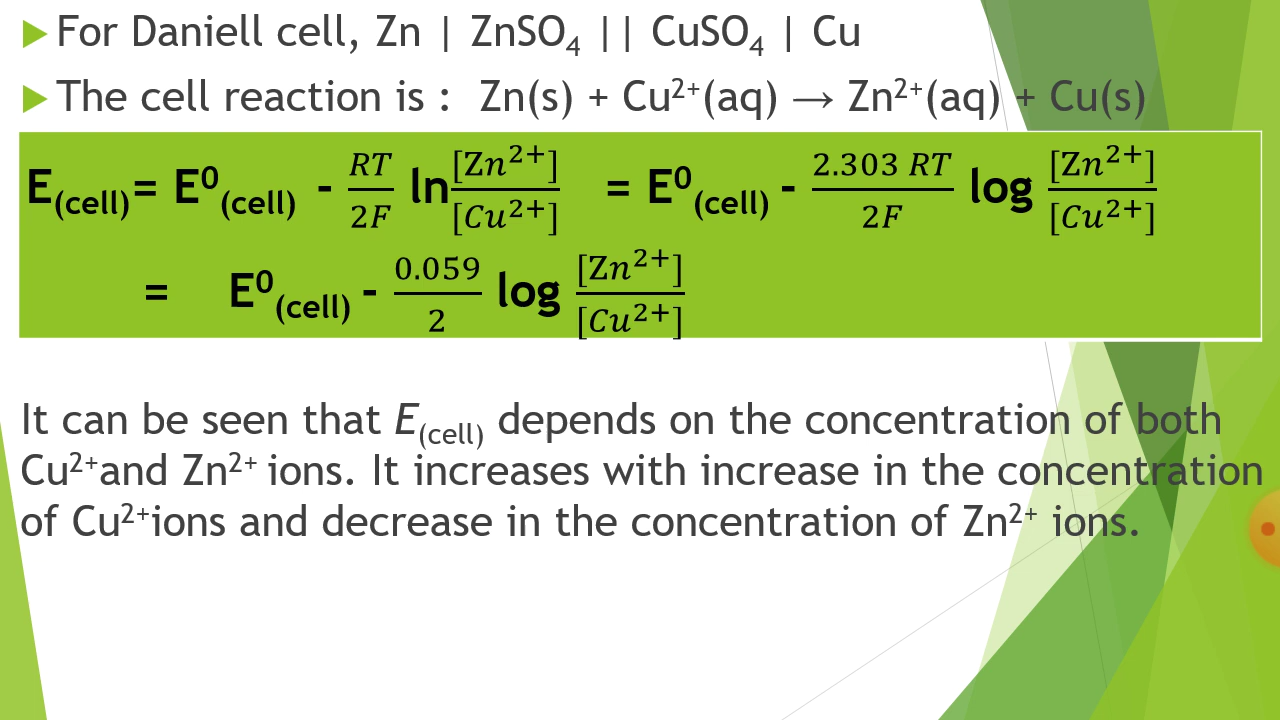 For Daniell cell, Zn | ZnSO₄ || CuSO₄ | Cu
The cell reaction is : Zn(s) + Cu²⁺(aq) → Zn²⁺(aq) + Cu(s)
E₍cell₎= E⁰₍cell₎ - RT/2F ln[Zn²⁺]/[Cu²⁺] = E⁰₍cell₎ - 2.303 RT/2F log [Zn²⁺]/[Cu²⁺]
= E⁰₍cell₎ - 0.059/2 log [Zn²⁺]/[Cu²⁺]
It can be seen that E₍cell₎ depends on the concentration of both
Cu²⁺and Zn²⁺ ions. It increases with increase in the concentration
of Cu²⁺ions and decrease in the concentration of Zn²⁺ ions.